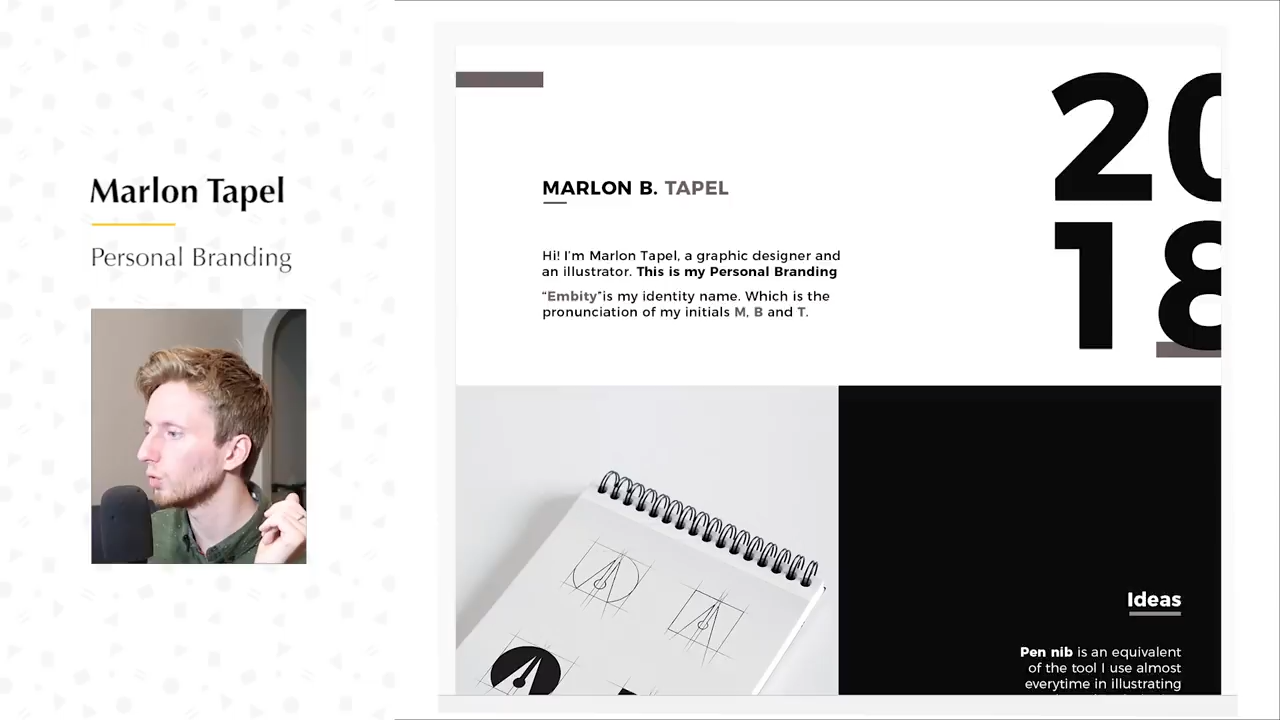 Marlon Tapel
Personal Branding
20
18
MARLON B. TAPEL
Hi! I'm Marlon Tapel, a graphic designer and
an illustrator. This is my Personal Branding
“Embity”is my identity name. Which is the
pronunciation of my initials M, B and T.
Ideas
Pen nib is an equivalent
of the tool I use almost
everytime in illustrating